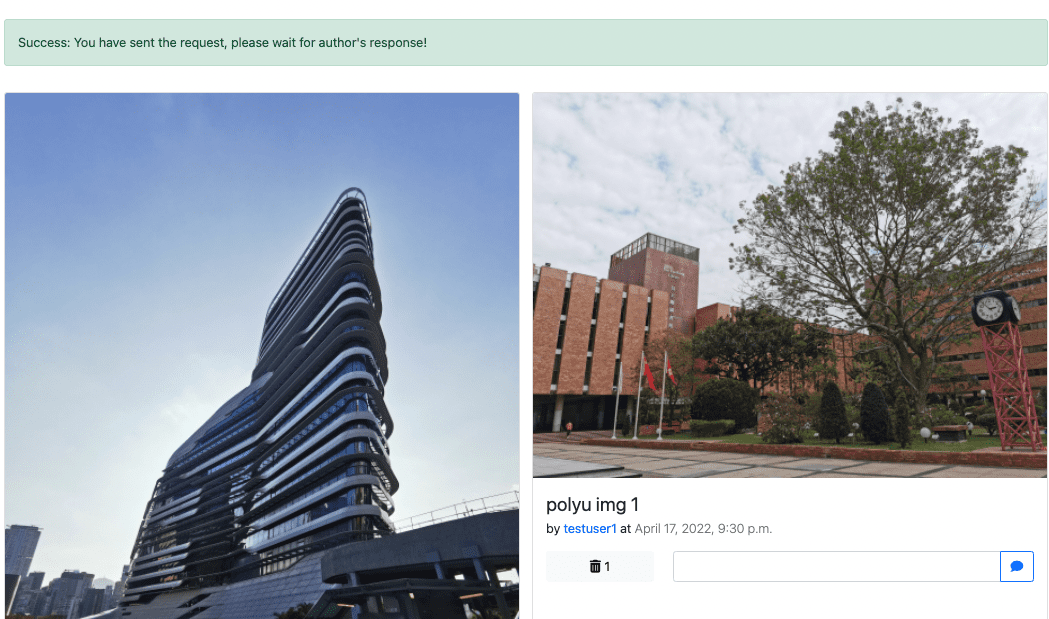 Success: You have sent the request, please wait for author's response!
polyu img 1
by testuser1 at April 17, 2022, 9:30 p.m.
1